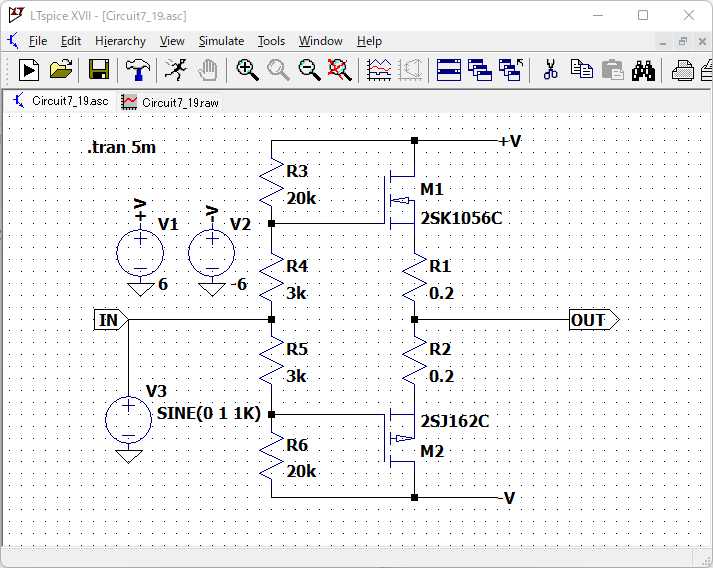 LTspice XVII - [Circuit7_19.asc]
File Edit Hierarchy View Simulate Tools Window Help
Circuit7_19.asc Circuit7_19.raw
.tran 5m
+V
R3
20k
M1
2SK1056C
+V
V1
6
-V
V2
-6
R4
3k
R1
0.2
IN
OUT
R5
3k
R2
0.2
V3
SINE(0 1 1K)
2SJ162C
M2
R6
20k
-V